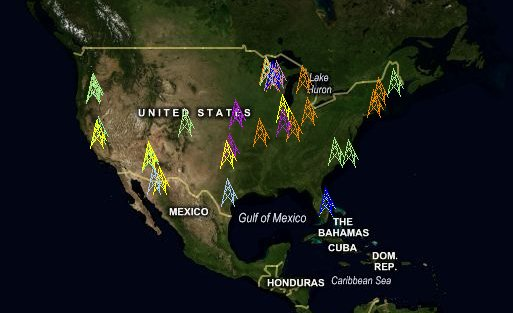 Lake
Huron
UNITED STATES
MEXICO
Gulf of Mexico
THE
BAHAMAS
CUBA
DOM.
REP.
HONDURAS
Caribbean Sea